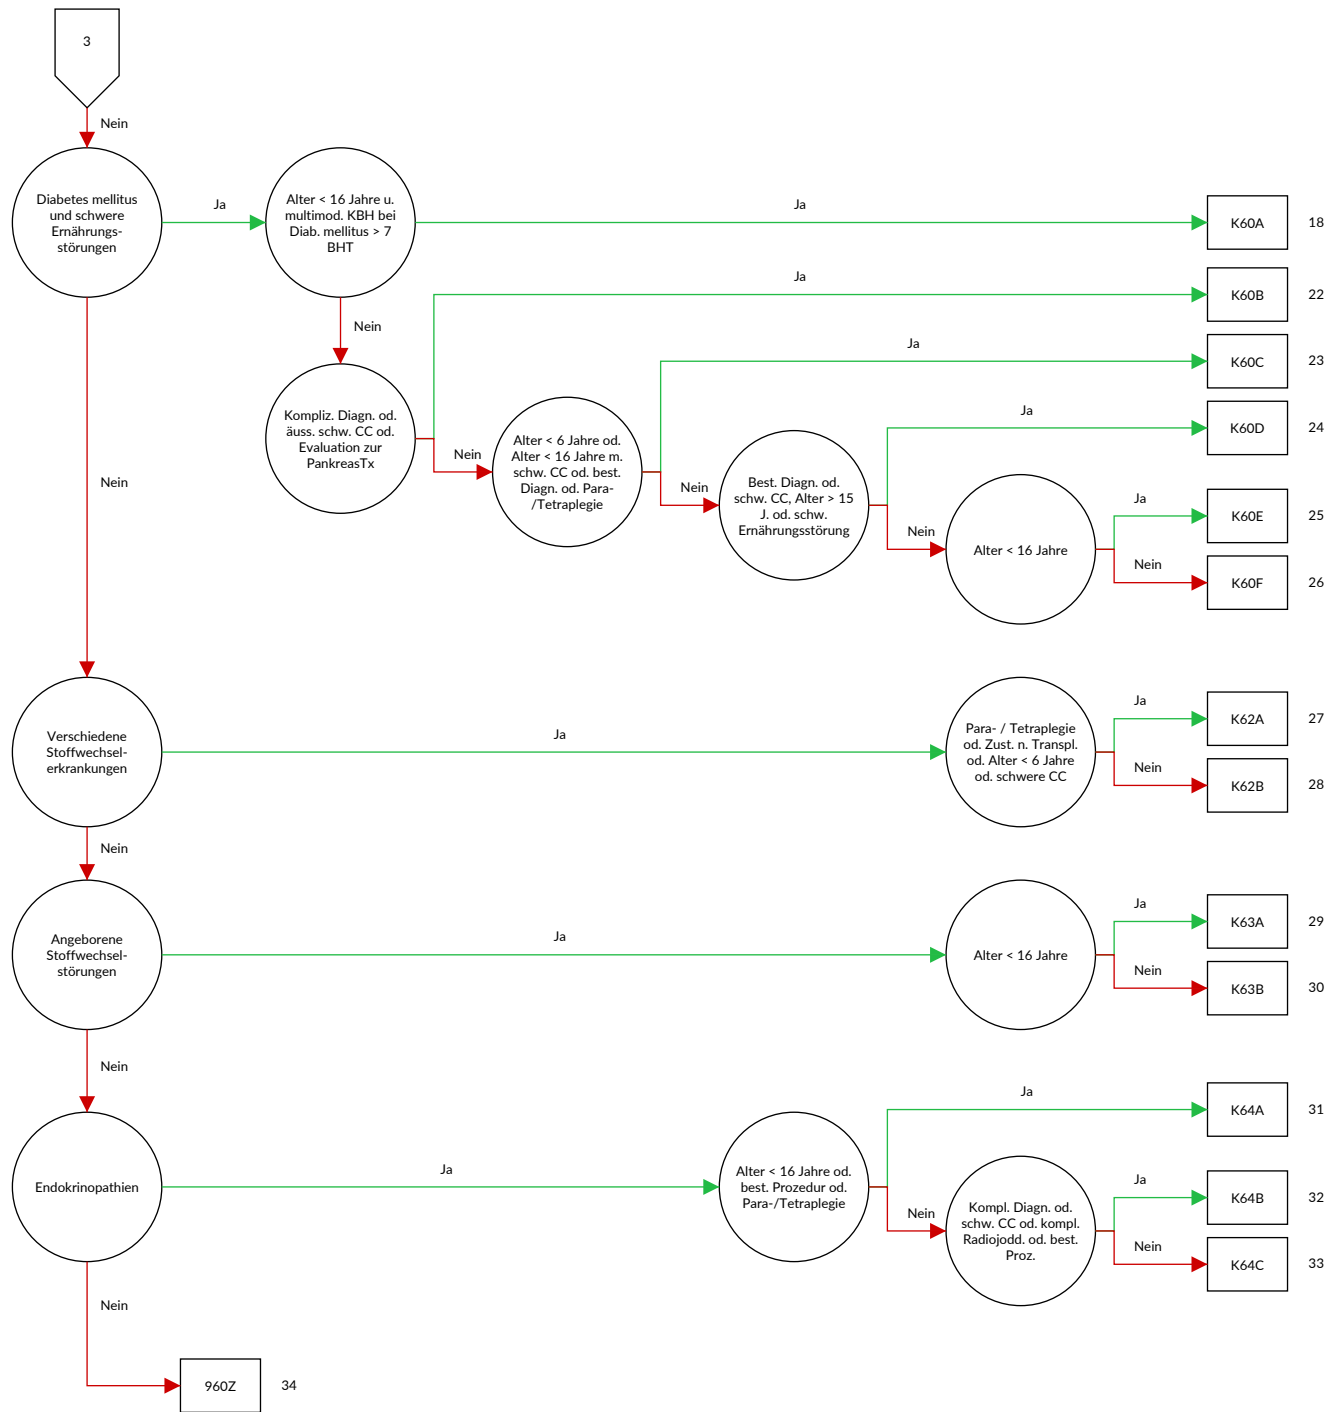 3
Nein
Diabetes mellitus
und schwere
Ernährungs-
störungen
Ja
Alter < 16 Jahre u.
multimod. KBH bei
Diab. mellitus > 7
BHT
Ja
K60A
18
Nein
Ja
K60B
22
Kompliz. Diagn. od.
äuss. schw. CC od.
Evaluation zur
PankreasTx
Nein
Alter < 6 Jahre od.
Alter < 16 Jahre m.
schw. CC od. best.
Diagn. od. Para-
/Tetraplegie
Ja
K60C
23
Nein
Best. Diagn. od.
schw. CC, Alter > 15
J. od. schw.
Ernährungsstörung
Ja
K60D
24
Nein
Alter < 16 Jahre
Ja
K60E
25
Nein
K60F
26
Nein
Verschiedene
Stoffwechsel-
erkrankungen
Ja
Para- / Tetraplegie
od. Zust. n. Transpl.
od. Alter < 6 Jahre
od. schwere CC
Ja
K62A
27
Nein
K62B
28
Nein
Angeborene
Stoffwechsel-
störungen
Ja
Alter < 16 Jahre
Ja
K63A
29
Nein
K63B
30
Nein
Endokrinopathien
Ja
Alter < 16 Jahre od.
best. Prozedur od.
Para-/Tetraplegie
Ja
K64A
31
Nein
Kompl. Diagn. od.
schw. CC od. kompl.
Radiojodd. od. best.
Proz.
Ja
K64B
32
Nein
K64C
33
Nein
960Z
34